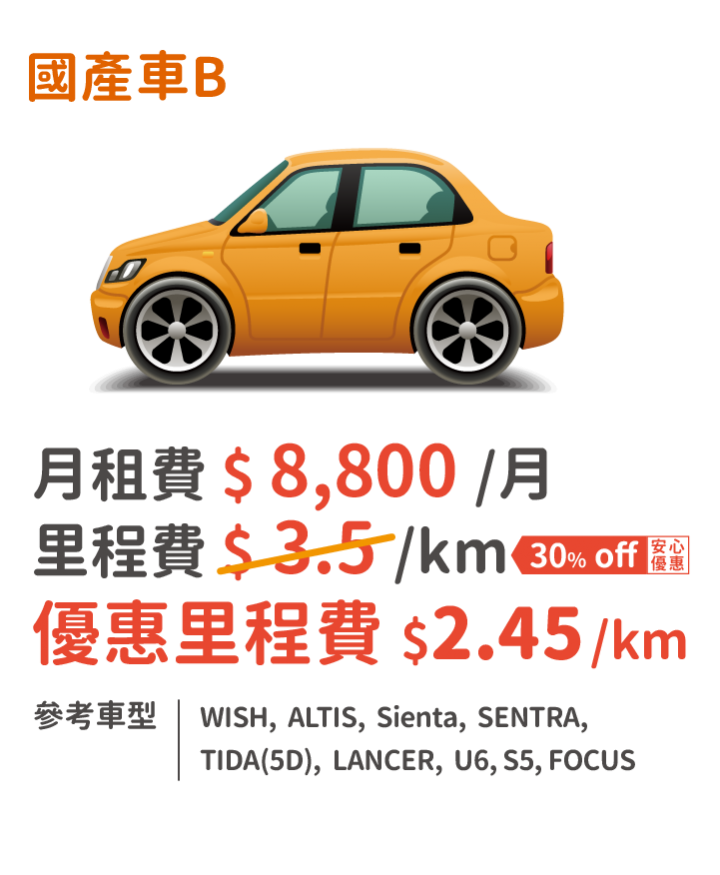 國產車B
月租費 $ 8,800 /月
里程費 $ 3.5 /km 30% off 安心優惠
優惠里程費 $2.45/km
參考車型 WISH, ALTIS, Sienta, SENTRA,
TIDA(5D), LANCER, U6, S5, FOCUS